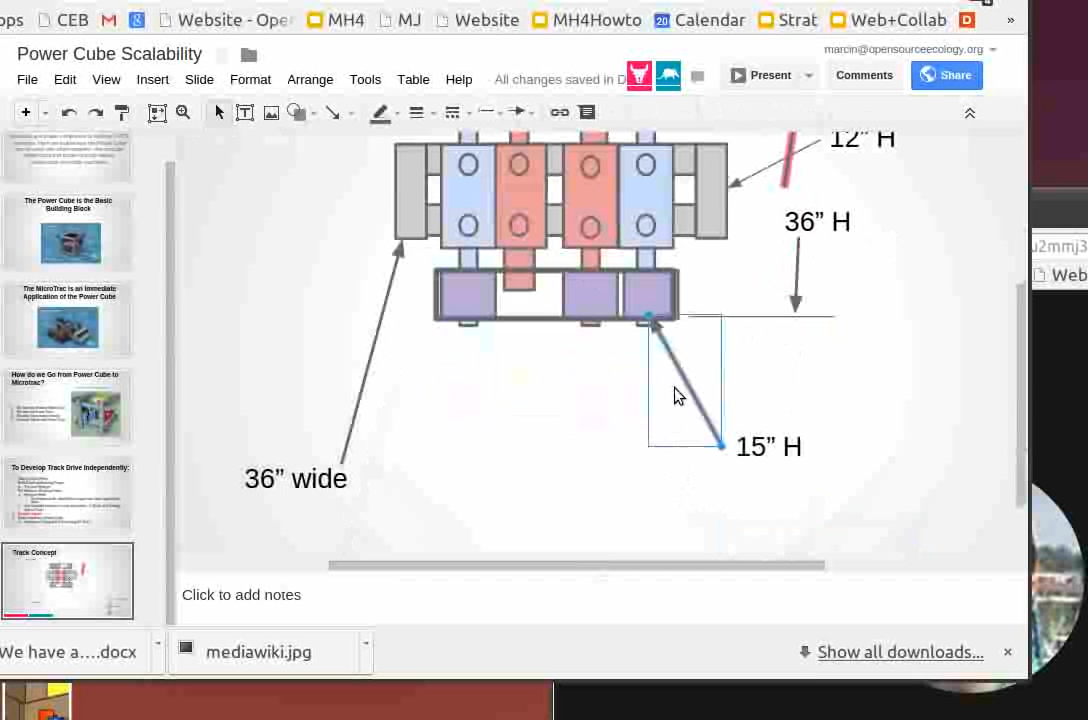 ops CEB Website - Ope MH4 MJ Website MH4Howto 20 Calendar Strat Web+Collab D »
Power Cube Scalability
marcin@opensourceecology.org
File Edit View Insert Slide Format Arrange Tools Table Help All changes saved in D
Present Comments Share
12” H
36” H
15” H
36” wide
The Power Cube is the Basic
Building Block
The MicroTrac is an Immediate
Application of the Power Cube
How do we Go from Power Cube to
Microtrac?
To Develop Track Drive Independently:
Track Concept
Click to add notes
We have a....docx
mediawiki.jpg
Show all downloads...
u2mmj3
Web